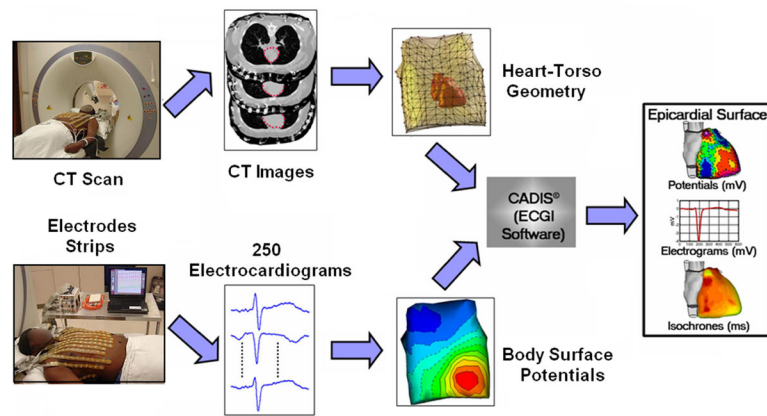 CT Scan
CT Images
Heart-Torso
Geometry
Electrodes
Strips
250
Electrocardiograms
Body Surface
Potentials
CADIS®
(ECGI
Software)
Epicardial Surface
Potentials (mV)
mV
Electrograms (mV)
Isochrones (ms)